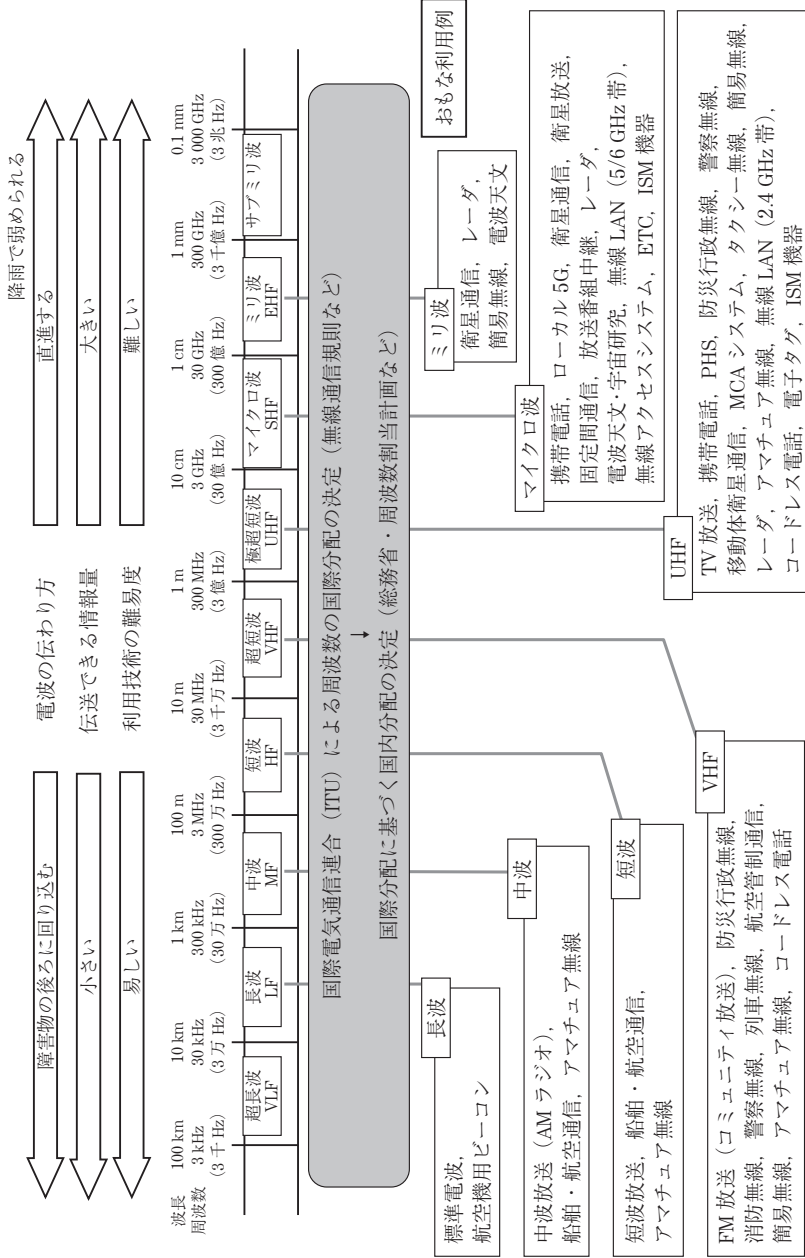 電波の伝わり方
伝送できる情報量
利用技術の難易度
障害物の後ろに回り込む
小さい
易しい
降雨で弱められる
直進する
大きい
難しい
波長
周波数
100 km
3 kHz
(3 千 Hz)
10 km
30 kHz
(3 万 Hz)
1 km
300 kHz
(30 万 Hz)
100 m
3 MHz
(300 万 Hz)
10 m
30 MHz
(3 千万 Hz)
1 m
300 MHz
(3 億 Hz)
10 cm
3 GHz
(30 億 Hz)
1 cm
30 GHz
(300 億 Hz)
1 mm
300 GHz
(3 千億 Hz)
0.1 mm
3 000 GHz
(3 兆 Hz)
超長波
VLF
長波
LF
中波
MF
短波
HF
超短波
VHF
極超短波
UHF
マイクロ波
SHF
ミリ波
EHF
サブミリ波
国際電気通信連合（ITU）による周波数の国際分配の決定（無線通信規則など）
↓
国際分配に基づく国内分配の決定（総務省・周波数割当計画など）
おもな利用例
長波
標準電波，
航空機用ビーコン
中波
中波放送（AM ラジオ），
船舶・航空通信，アマチュア無線
短波
短波放送，船舶・航空通信，
アマチュア無線
VHF
FM 放送（コミュニティ放送），防災行政無線，
消防無線，警察無線，列車無線，航空管制通信，
簡易無線，アマチュア無線，コードレス電話
ミリ波
衛星通信，レーダ，
簡易無線，電波天文
マイクロ波
携帯電話，ローカル 5G，衛星通信，衛星放送，
固定間通信，放送番組中継，レーダ，
電波天文・宇宙研究，無線 LAN（5/6 GHz 帯），
無線アクセスシステム，ETC，ISM 機器
UHF
TV 放送，携帯電話，PHS，防災行政無線，警察無線，
移動体衛星通信，MCA システム，タクシー無線，簡易無線，
レーダ，アマチュア無線，無線 LAN（2.4 GHz 帯），
コードレス電話，電子タグ，ISM 機器